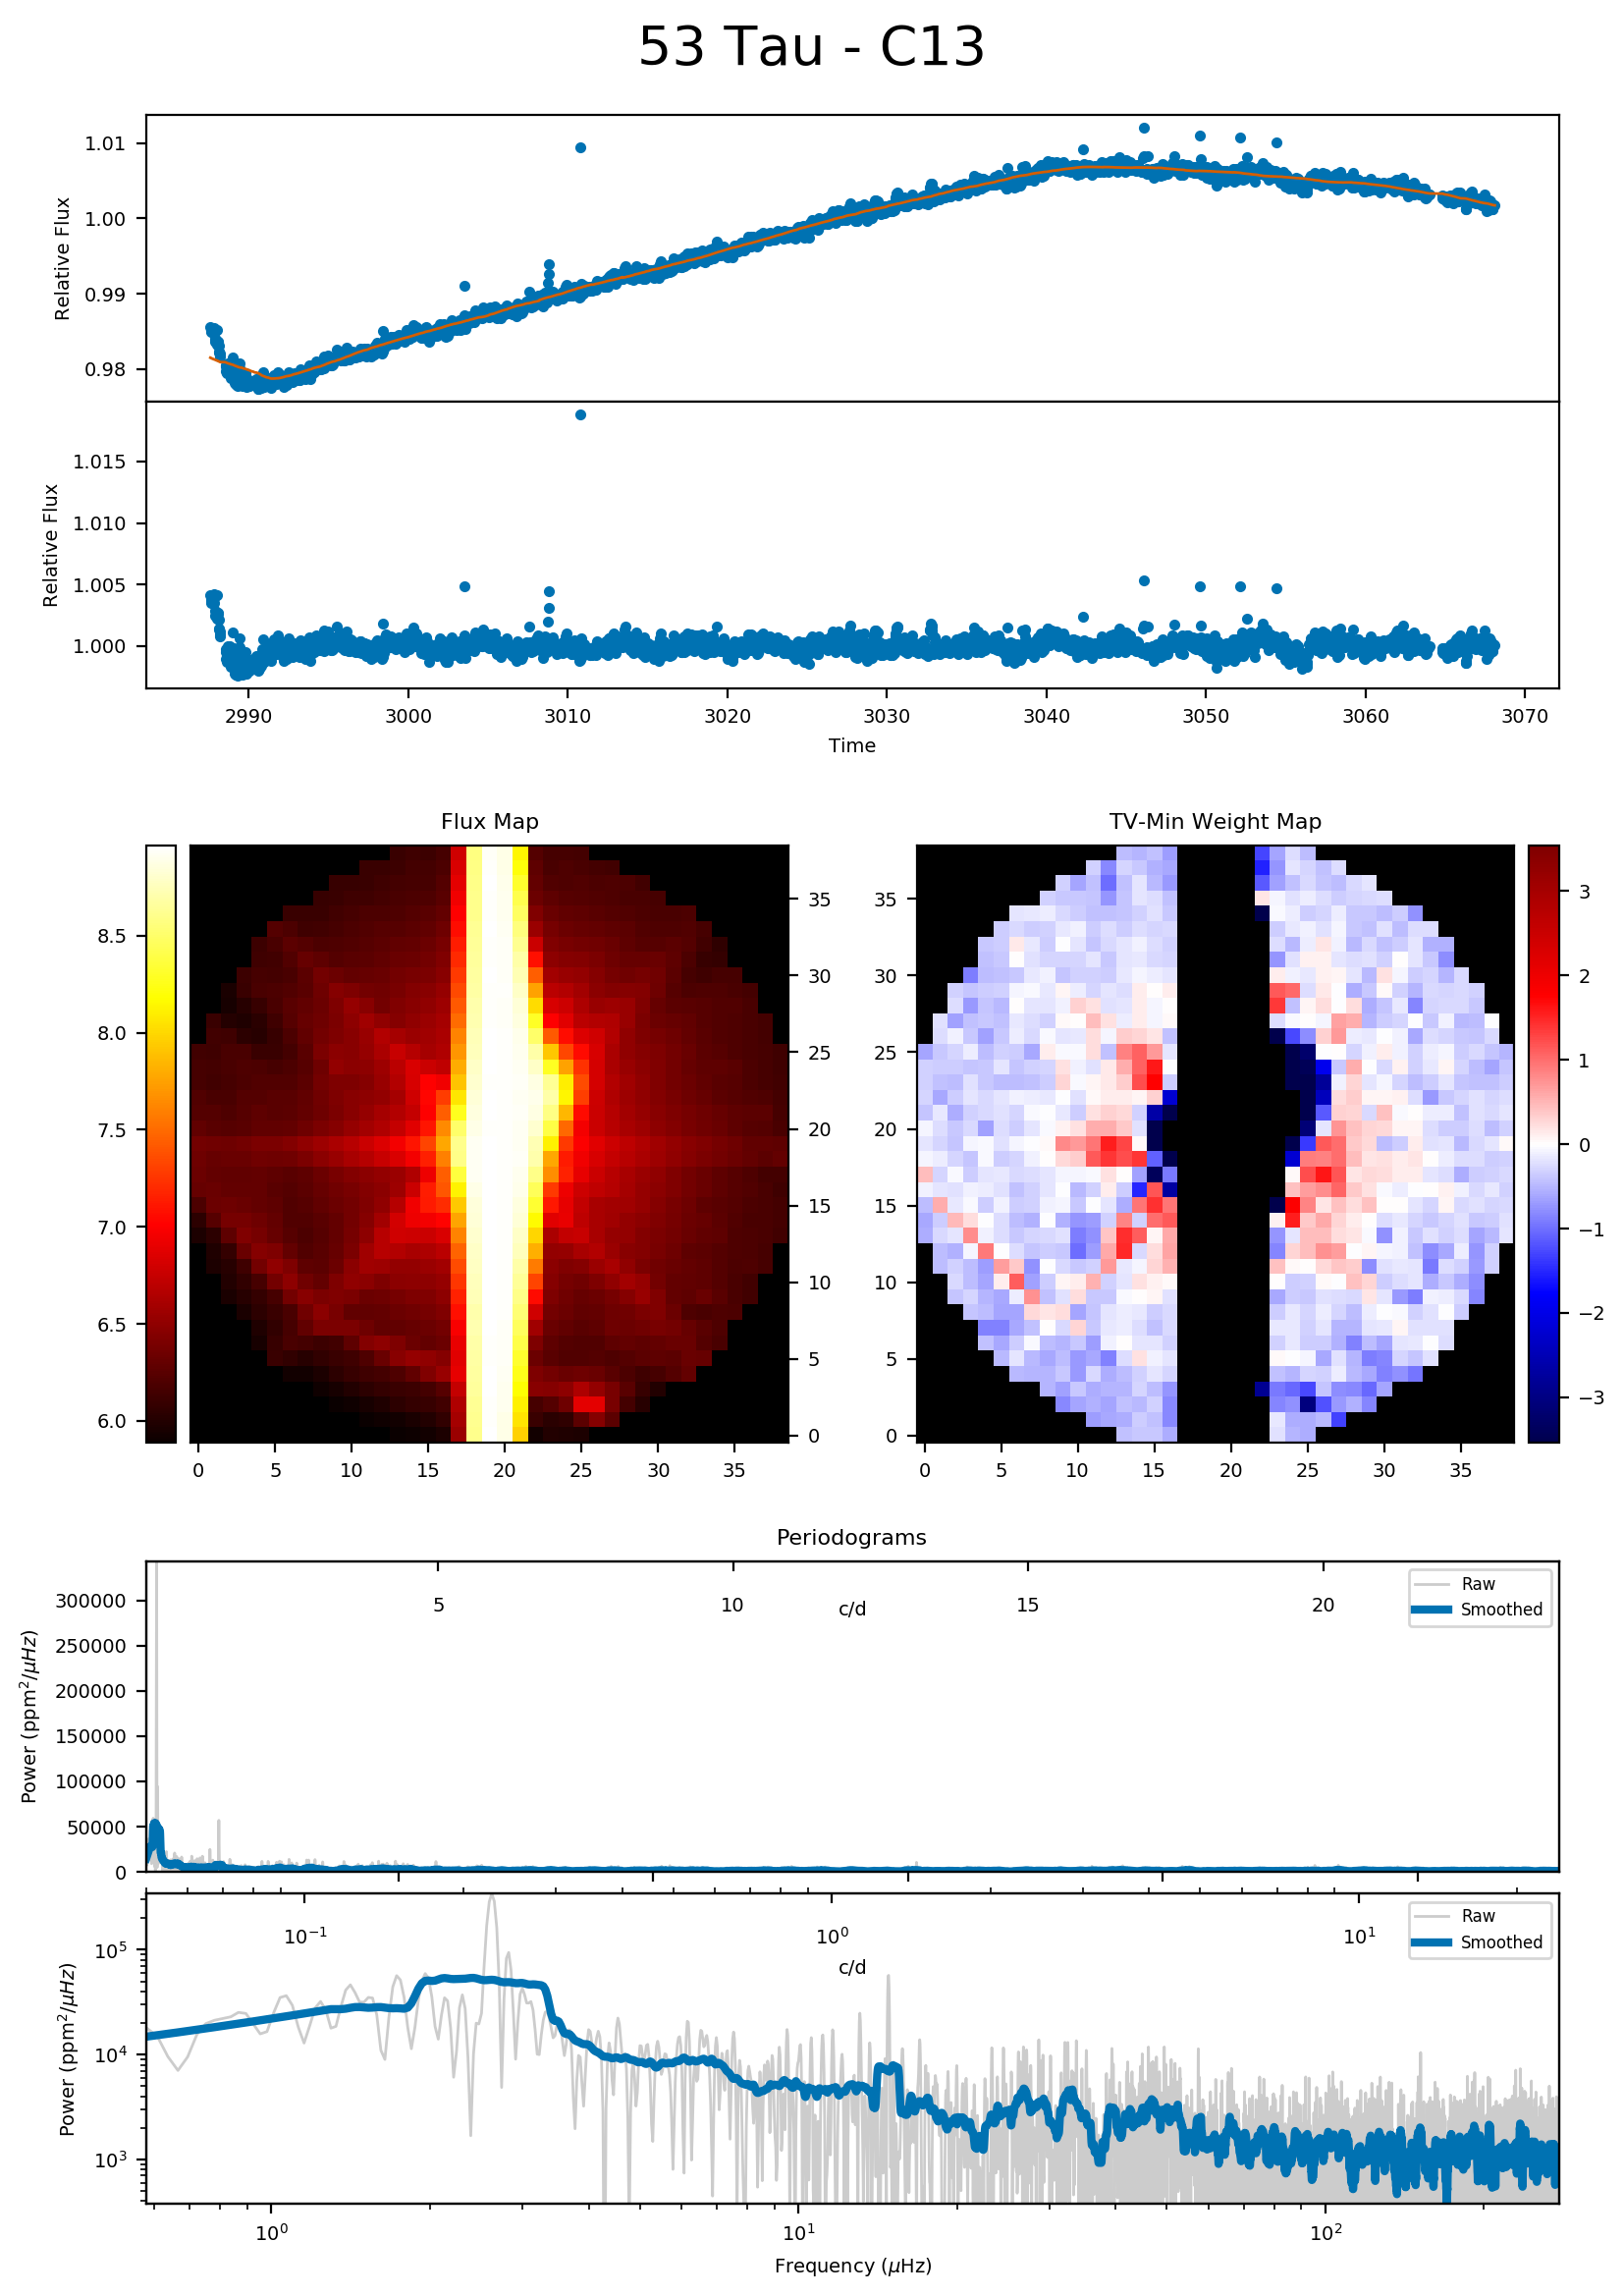 53 Tau - C13
Relative Flux
1.01
1.00
0.99
0.98
Relative Flux
1.015
1.010
1.005
1.000
2990 3000 3010 3020 3030 3040 3050 3060 3070
Time
Flux Map
8.5
8.0
7.5
7.0
6.5
6.0
35
30
25
20
15
10
5
0
0 5 10 15 20 25 30 35
TV-Min Weight Map
35
30
25
20
15
10
5
0
0 5 10 15 20 25 30 35
3
2
1
0
−1
−2
−3
Periodograms
Power (ppm²/μHz)
300000
250000
200000
150000
100000
50000
0
5 10 15 20
c/d
Raw
Smoothed
Power (ppm²/μHz)
10⁵
10⁴
10³
10⁻¹ 10⁰ 10¹
c/d
Raw
Smoothed
10⁰ 10¹ 10²
Frequency (μHz)